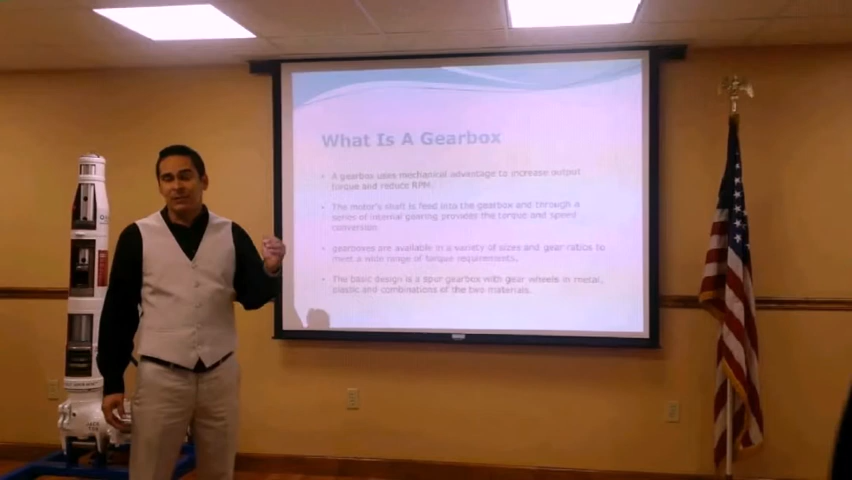 What Is A Gearbox
• A gearbox uses mechanical advantage to increase output
torque and reduce RPM.
• The motor's shaft is feed into the gearbox and through a
series of internal gearing provides the torque and speed
conversion.
• gearboxes are available in a variety of sizes and gear ratios to
meet a wide range of torque requirements.
• The basic design is a spur gearbox with gear wheels in metal,
plastic and combinations of the two materials.